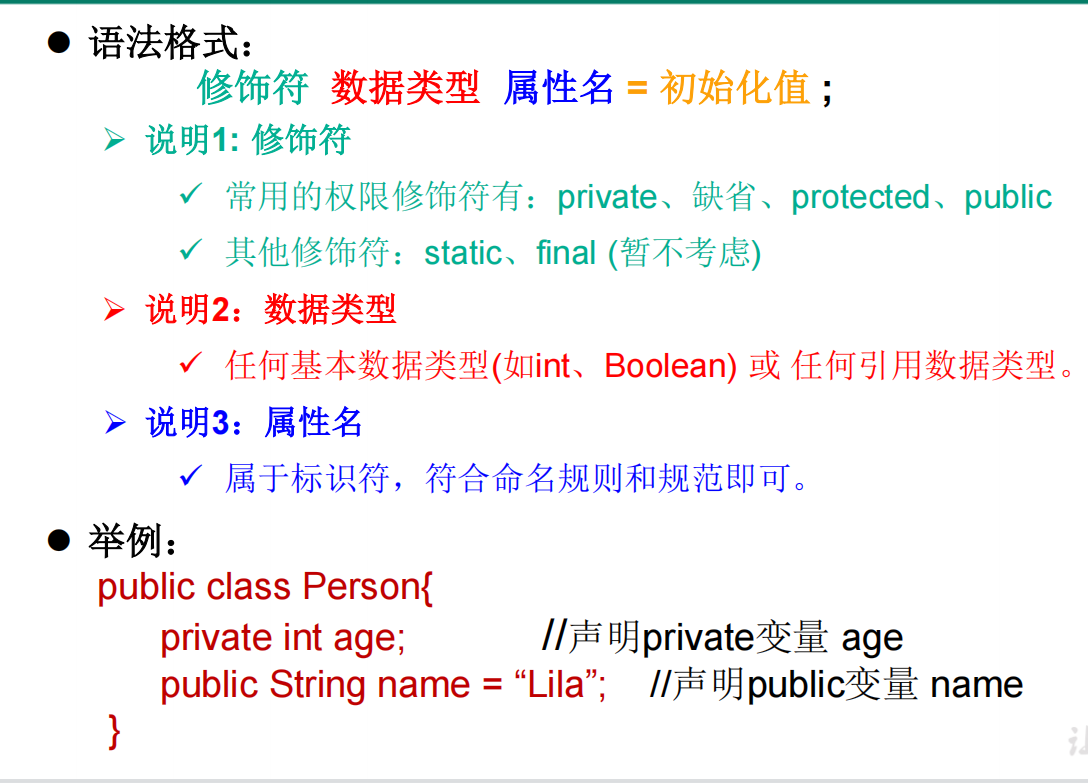 ● 语法格式：
修饰符 数据类型 属性名 = 初始化值 ;
➢ 说明1: 修饰符
✓ 常用的权限修饰符有：private、缺省、protected、public
✓ 其他修饰符：static、final (暂不考虑)
➢ 说明2：数据类型
✓ 任何基本数据类型(如int、Boolean) 或 任何引用数据类型。
➢ 说明3：属性名
✓ 属于标识符，符合命名规则和规范即可。
● 举例：
public class Person{
private int age; //声明private变量 age
public String name = “Lila”; //声明public变量 name
}